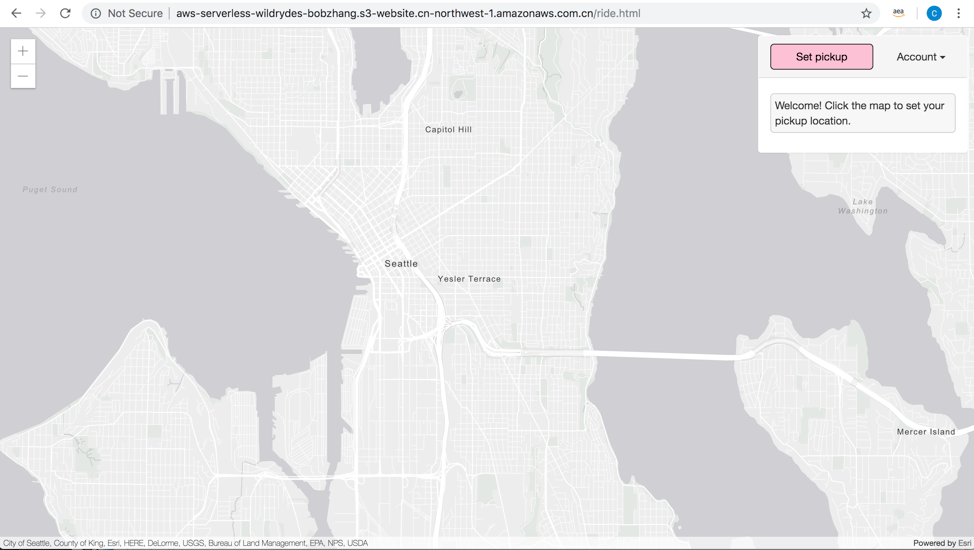 Not Secure | aws-serverless-wildrydes-bobzhang.s3-website.cn-northwest-1.amazonaws.com.cn/ride.html
aea
C
+
−
Set pickup
Account
Welcome! Click the map to set your
pickup location.
Capitol Hill
Puget Sound
Lake
Washington
Seattle
Yesler Terrace
Mercer Island
City of Seattle, County of King, Esri, HERE, DeLorme, USGS, Bureau of Land Management, EPA, NPS, USDA
Powered by Esri